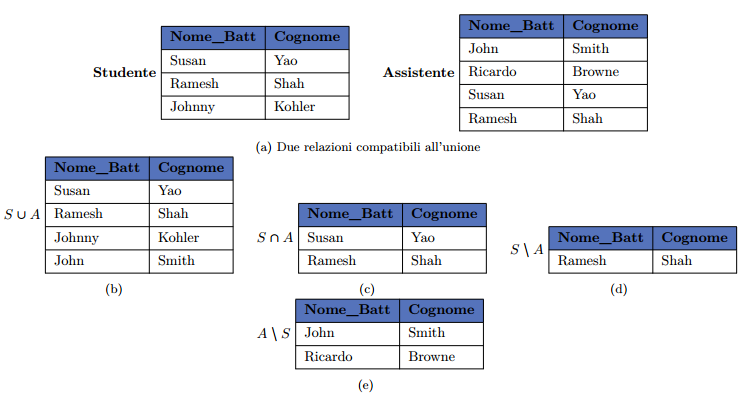 Studente
Nome_Batt Cognome
Susan Yao
Ramesh Shah
Johnny Kohler
Assistente
Nome_Batt Cognome
John Smith
Ricardo Browne
Susan Yao
Ramesh Shah
(a) Due relazioni compatibili all'unione
S ∪ A
Nome_Batt Cognome
Susan Yao
Ramesh Shah
Johnny Kohler
John Smith
(b)
S ∩ A
Nome_Batt Cognome
Susan Yao
Ramesh Shah
(c)
S \ A
Nome_Batt Cognome
Ramesh Shah
(d)
A \ S
Nome_Batt Cognome
John Smith
Ricardo Browne
(e)